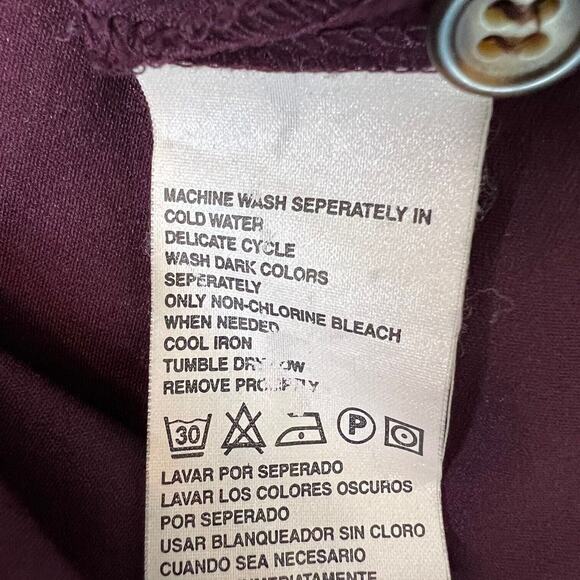 MACHINE WASH SEPERATELY IN
COLD WATER
DELICATE CYCLE
WASH DARK COLORS
SEPERATELY
ONLY NON-CHLORINE BLEACH
WHEN NEEDED
COOL IRON
TUMBLE DRY LOW
REMOVE PROMPTLY
30 P
LAVAR POR SEPERADO
LAVAR LOS COLORES OSCUROS
POR SEPERADO
USAR BLANQUEADOR SIN CLORO
CUANDO SEA NECESARIO